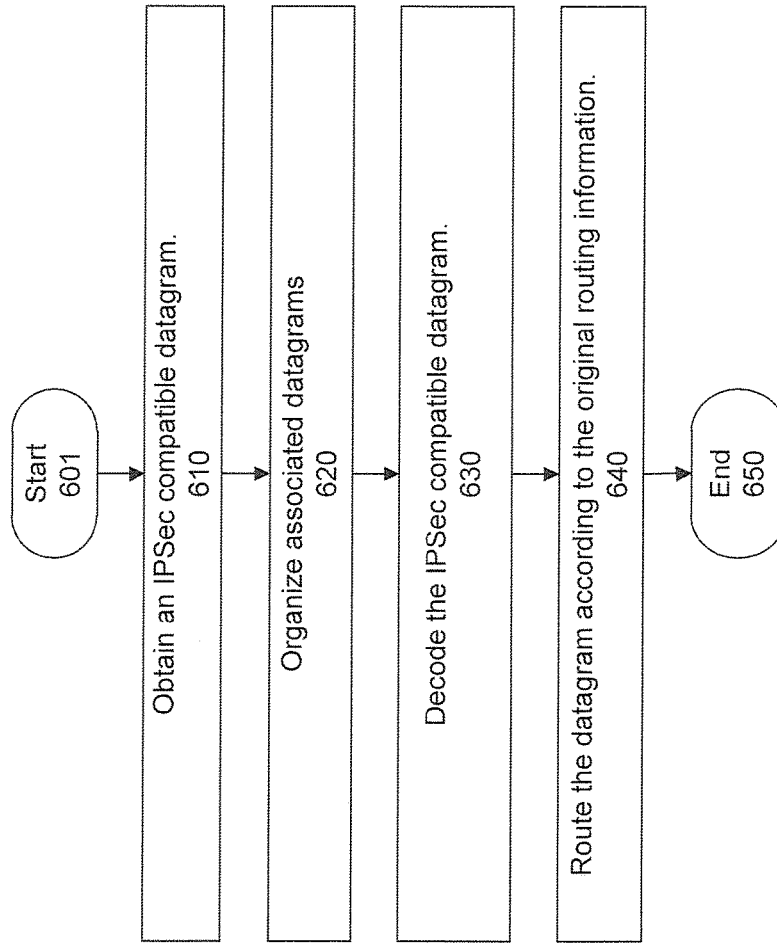 Start
601
Obtain an IPSec compatible datagram.
610
Organize associated datagrams
620
Decode the IPSec compatible datagram.
630
Route the datagram according to the original routing information.
640
End
650